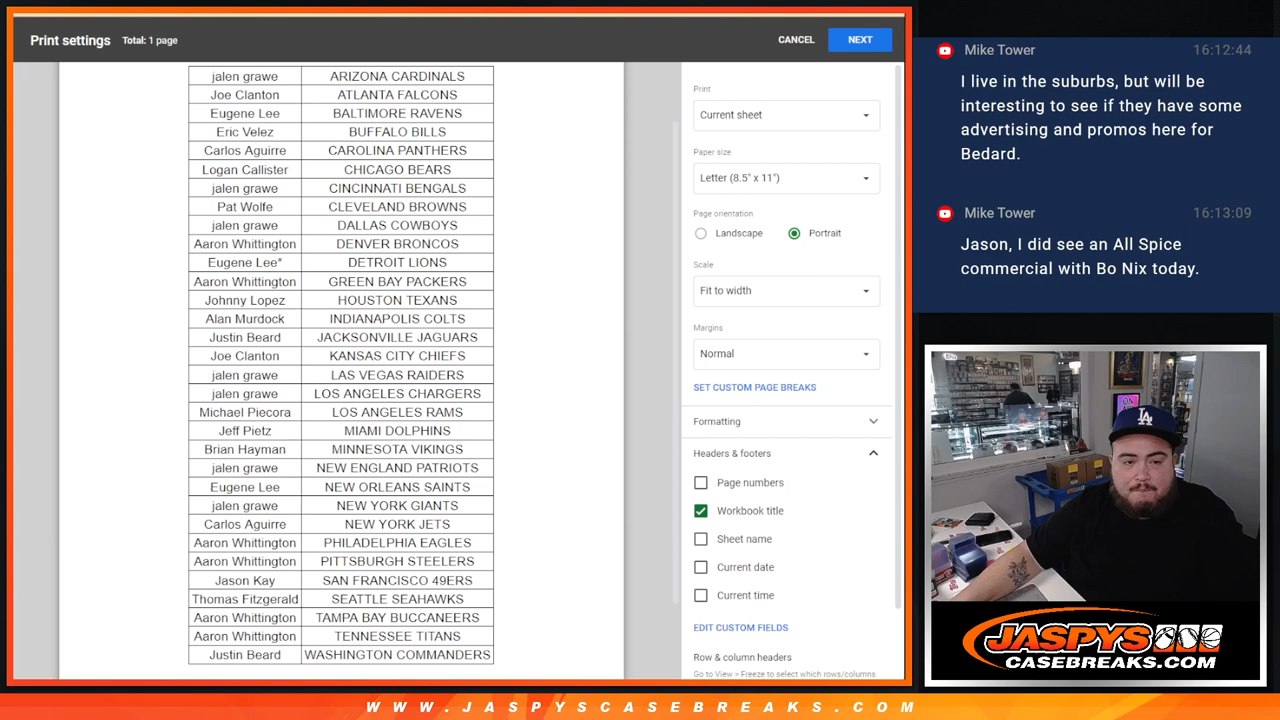 Print settings Total: 1 page CANCEL NEXT
jalen grawe ARIZONA CARDINALS
Joe Clanton ATLANTA FALCONS
Eugene Lee BALTIMORE RAVENS
Eric Velez BUFFALO BILLS
Carlos Aguirre CAROLINA PANTHERS
Logan Callister CHICAGO BEARS
jalen grawe CINCINNATI BENGALS
Pat Wolfe CLEVELAND BROWNS
jalen grawe DALLAS COWBOYS
Aaron Whittington DENVER BRONCOS
Eugene Lee* DETROIT LIONS
Aaron Whittington GREEN BAY PACKERS
Johnny Lopez HOUSTON TEXANS
Alan Murdock INDIANAPOLIS COLTS
Justin Beard JACKSONVILLE JAGUARS
Joe Clanton KANSAS CITY CHIEFS
jalen grawe LAS VEGAS RAIDERS
jalen grawe LOS ANGELES CHARGERS
Michael Piecora LOS ANGELES RAMS
Jeff Pietz MIAMI DOLPHINS
Brian Hayman MINNESOTA VIKINGS
jalen grawe NEW ENGLAND PATRIOTS
Eugene Lee NEW ORLEANS SAINTS
jalen grawe NEW YORK GIANTS
Carlos Aguirre NEW YORK JETS
Aaron Whittington PHILADELPHIA EAGLES
Aaron Whittington PITTSBURGH STEELERS
Jason Kay SAN FRANCISCO 49ERS
Thomas Fitzgerald SEATTLE SEAHAWKS
Aaron Whittington TAMPA BAY BUCCANEERS
Aaron Whittington TENNESSEE TITANS
Justin Beard WASHINGTON COMMANDERS
Print
Current sheet
Paper size
Letter (8.5" x 11")
Page orientation
Landscape Portrait
Scale
Fit to width
Margins
Normal
SET CUSTOM PAGE BREAKS
Formatting
Headers & footers
Page numbers
Workbook title
Sheet name
Current date
Current time
EDIT CUSTOM FIELDS
Row & column headers
Go to View > Freeze to select which rows/columns
Mike Tower 16:12:44
I live in the suburbs, but will be
interesting to see if they have some
advertising and promos here for
Bedard.
Mike Tower 16:13:09
Jason, I did see an All Spice
commercial with Bo Nix today.
LA
JASPYS
CASEBREAKS.COM
WWW.JASPYSCASEBREAKS.COM